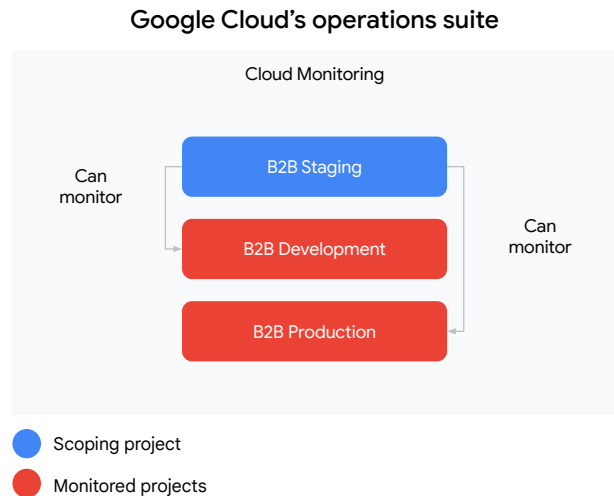 Google Cloud’s operations suite
Cloud Monitoring
B2B Staging
Can
monitor
B2B Development
Can
monitor
B2B Production
Scoping project
Monitored projects